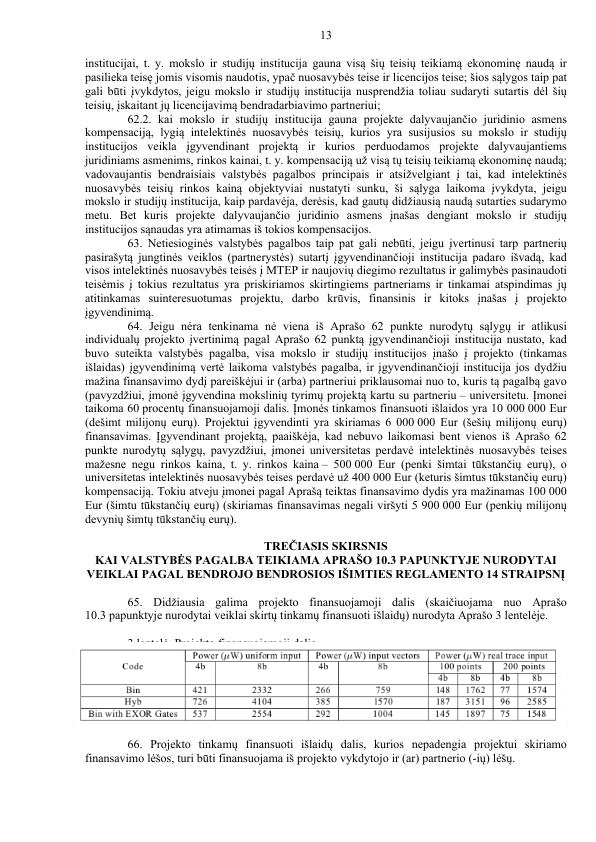 13
institucijai, t. y. mokslo ir studijų institucija gauna visą šių teisių teikiamą ekonominę naudą ir
pasilieka teisę jomis visomis naudotis, ypač nuosavybės teise ir licencijos teise; šios sąlygos taip pat
gali būti įvykdytos, jeigu mokslo ir studijų institucija nusprendžia toliau sudaryti sutartis dėl šių
teisių, įskaitant jų licencijavimą bendradarbiavimo partneriui;
62.2. kai mokslo ir studijų institucija gauna projekte dalyvaujančio juridinio asmens
kompensaciją, lygią intelektinės nuosavybės teisių, kurios yra susijusios su mokslo ir studijų
institucijos veikla įgyvendinant projektą ir kurios perduodamos projekte dalyvaujantiems
juridiniams asmenims, rinkos kainai, t. y. kompensaciją už visą tų teisių teikiamą ekonominę naudą;
vadovaujantis bendraisiais valstybės pagalbos principais ir atsižvelgiant į tai, kad intelektinės
nuosavybės teisių rinkos kainą objektyviai nustatyti sunku, ši sąlyga laikoma įvykdyta, jeigu
mokslo ir studijų institucija, kaip pardavėja, derėsis, kad gautų didžiausią naudą sutarties sudarymo
metu. Bet kuris projekte dalyvaujančio juridinio asmens įnašas dengiant mokslo ir studijų
institucijos sąnaudas yra atimamas iš tokios kompensacijos.
63. Netiesioginės valstybės pagalbos taip pat gali nebūti, jeigu įvertinusi tarp partnerių
pasirašytą jungtinės veiklos (partnerystės) sutartį įgyvendinančioji institucija padaro išvadą, kad
visos intelektinės nuosavybės teisės į MTEP ir naujovių diegimo rezultatus ir galimybės pasinaudoti
teisėmis į tokius rezultatus yra priskiriamos skirtingiems partneriams ir tinkamai atspindimas jų
atitinkamas suinteresuotumas projektu, darbo krūvis, finansinis ir kitoks įnašas į projekto
įgyvendinimą.
64. Jeigu nėra tenkinama nė viena iš Aprašo 62 punkte nurodytų sąlygų ir atlikusi
individualų projekto įvertinimą pagal Aprašo 62 punktą įgyvendinančioji institucija nustato, kad
buvo suteikta valstybės pagalba, visa mokslo ir studijų institucijos įnašo į projektą (tinkamas
išlaidas) įgyvendinimą vertė laikoma valstybės pagalba, ir įgyvendinančioji institucija jos dydžiu
mažina finansavimo dydį pareiškėjui ir (arba) partneriui priklausomai nuo to, kuris tą pagalbą gavo
(pavyzdžiui, įmonė įgyvendina mokslinių tyrimų projektą kartu su partneriu – universitetu. Įmonei
taikoma 60 procentų finansuojamoji dalis. Įmonės tinkamos finansuoti išlaidos yra 10 000 000 Eur
(dešimt milijonų eurų). Projektui įgyvendinti yra skiriamas 6 000 000 Eur (šešių milijonų eurų)
finansavimas. Įgyvendinant projektą, paaiškėja, kad nebuvo laikomasi bent vienos iš Aprašo 62
punkte nurodytų sąlygų, pavyzdžiui, įmonei universitetas perdavė intelektinės nuosavybės teises
mažesne negu rinkos kaina, t. y. rinkos kaina – 500 000 Eur (penki šimtai tūkstančių eurų), o
universitetas intelektinės nuosavybės teises perdavė už 400 000 Eur (keturis šimtus tūkstančių eurų)
kompensaciją. Tokiu atveju įmonei pagal Aprašą teiktas finansavimo dydis yra mažinamas 100 000
Eur (šimtu tūkstančių eurų) (skiriamas finansavimas negali viršyti 5 900 000 Eur (penkių milijonų
devynių šimtų tūkstančių eurų).
TREČIASIS SKIRSNIS
KAI VALSTYBĖS PAGALBA TEIKIAMA APRAŠO 10.3 PAPUNKTYJE NURODYTAI
VEIKLAI PAGAL BENDROJO BENDROSIOS IŠIMTIES REGLAMENTO 14 STRAIPSNĮ
65. Didžiausia galima projekto finansuojamoji dalis (skaičiuojama nuo Aprašo
10.3 papunktyje nurodytai veiklai skirtų tinkamų finansuoti išlaidų) nurodyta Aprašo 3 lentelėje.
Code Power (μW) uniform input Power (μW) input vectors Power (μW) real trace input
4b 8b 4b 8b 100 points 200 points
4b 8b 4b 8b
Bin 421 2332 266 759 148 1762 77 1574
Hyb 726 4104 385 1570 187 3151 96 2585
Bin with EXOR Gates 537 2554 292 1004 145 1897 75 1548
66. Projekto tinkamų finansuoti išlaidų dalis, kurios nepadengia projektui skiriamo
finansavimo lėšos, turi būti finansuojama iš projekto vykdytojo ir (ar) partnerio (-ių) lėšų.